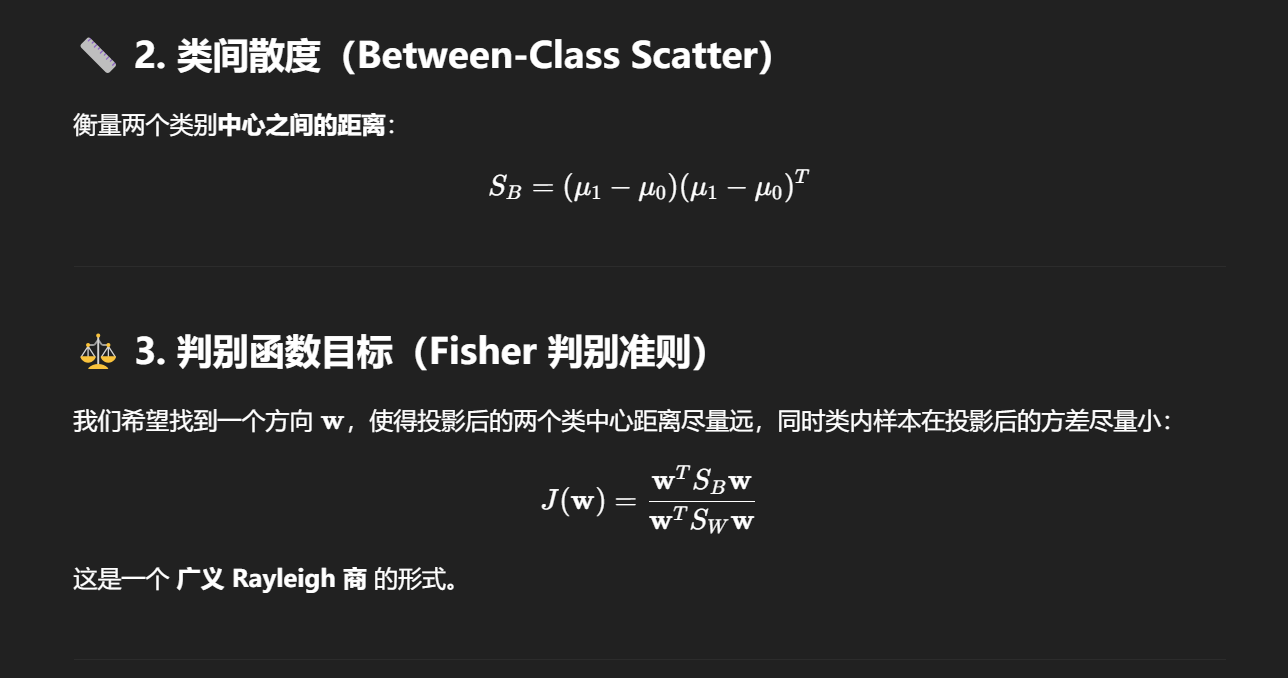 📏 2. 类间散度（Between-Class Scatter）
衡量两个类别中心之间的距离：
$S_B = (\mu_1 - \mu_0)(\mu_1 - \mu_0)^T$
⚖️ 3. 判别函数目标（Fisher 判别准则）
我们希望找到一个方向 $\mathbf{w}$，使得投影后的两个类中心距离尽量远，同时类内样本在投影后的方差尽量小：
$J(\mathbf{w}) = \frac{\mathbf{w}^T S_B \mathbf{w}}{\mathbf{w}^T S_W \mathbf{w}}$
这是一个 广义 Rayleigh 商 的形式。